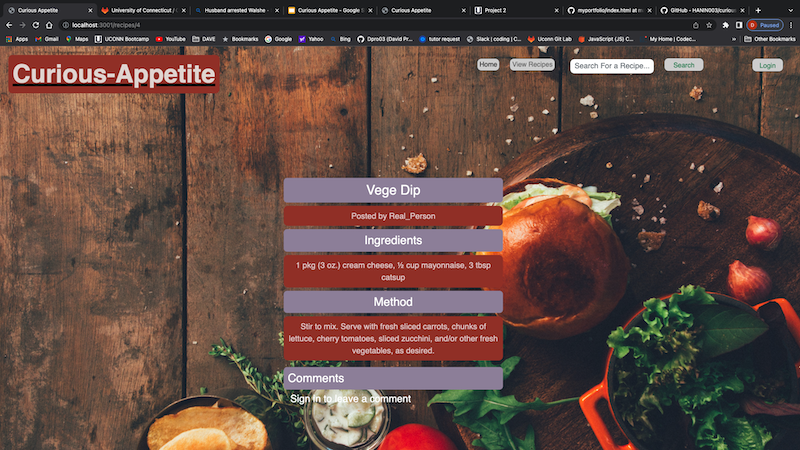 Curious Appetite
University of Connecticut / C
Husband arrested Walshe
Curious Appetite - Google S
Curious Appetite
Project 2
myportfolio/index.html at m
GitHub - HANIN003/curious
localhost:3001/recipes/4
Paused
Apps
Gmail
Maps
UCONN Bootcamp
YouTube
DAVE
Bookmarks
Google
Yahoo
Bing
Dpro03 (David Pr...
tutor request
Slack | coding | C...
Uconn Git Lab
My Home | Codec...
Other Bookmarks
Curious-Appetite
Home
View Recipes
Search For a Recipe...
Search
Login
Vege Dip
Posted by Real_Person
Ingredients
1 pkg (3 oz.) cream cheese, ½ cup mayonnaise, 3 tbsp
catsup
Method
Stir to mix. Serve with fresh sliced carrots, chunks of
lettuce, cherry tomatoes, sliced zucchini, and/or other fresh
vegetables, as desired.
Comments
Sign in to leave a comment